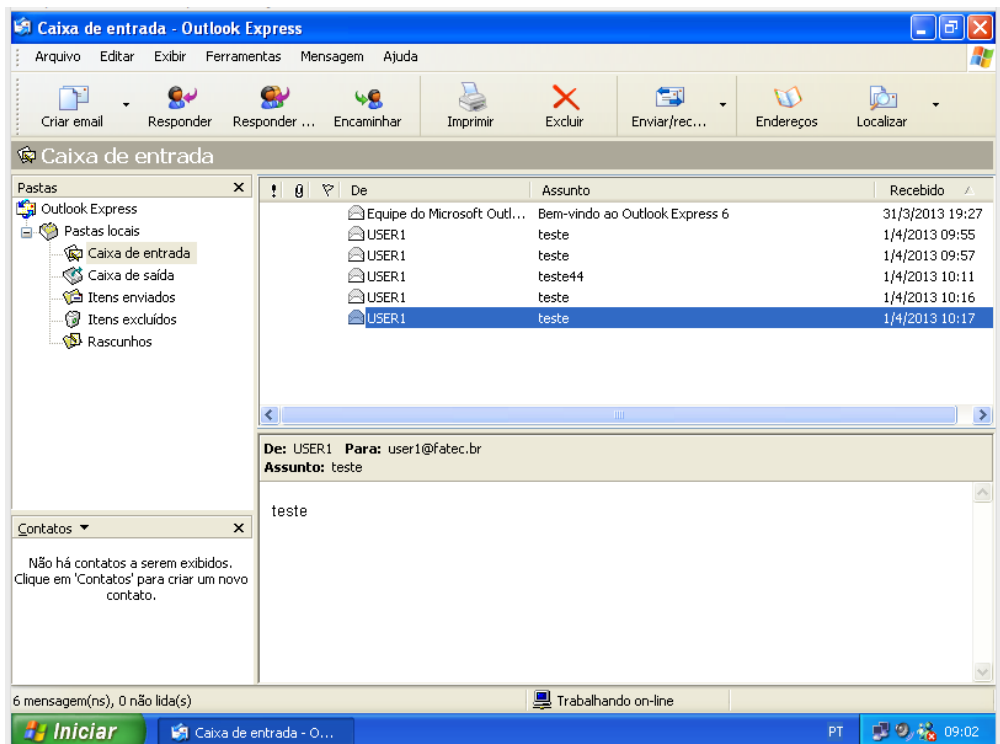 Caixa de entrada - Outlook Express
Arquivo Editar Exibir Ferramentas Mensagem Ajuda
Criar email Responder Responder ... Encaminhar Imprimir Excluir Enviar/rec... Endereços Localizar
Caixa de entrada
Pastas
Outlook Express
Pastas locais
Caixa de entrada
Caixa de saída
Itens enviados
Itens excluídos
Rascunhos
Contatos
Não há contatos a serem exibidos.
Clique em 'Contatos' para criar um novo
contato.
! De Assunto Recebido
Equipe do Microsoft Outl... Bem-vindo ao Outlook Express 6 31/3/2013 19:27
USER1 teste 1/4/2013 09:55
USER1 teste 1/4/2013 09:57
USER1 teste44 1/4/2013 10:11
USER1 teste 1/4/2013 10:16
USER1 teste 1/4/2013 10:17
De: USER1 Para: user1@fatec.br
Assunto: teste
teste
6 mensagem(ns), 0 não lida(s) Trabalhando on-line
Iniciar Caixa de entrada - O... PT 09:02